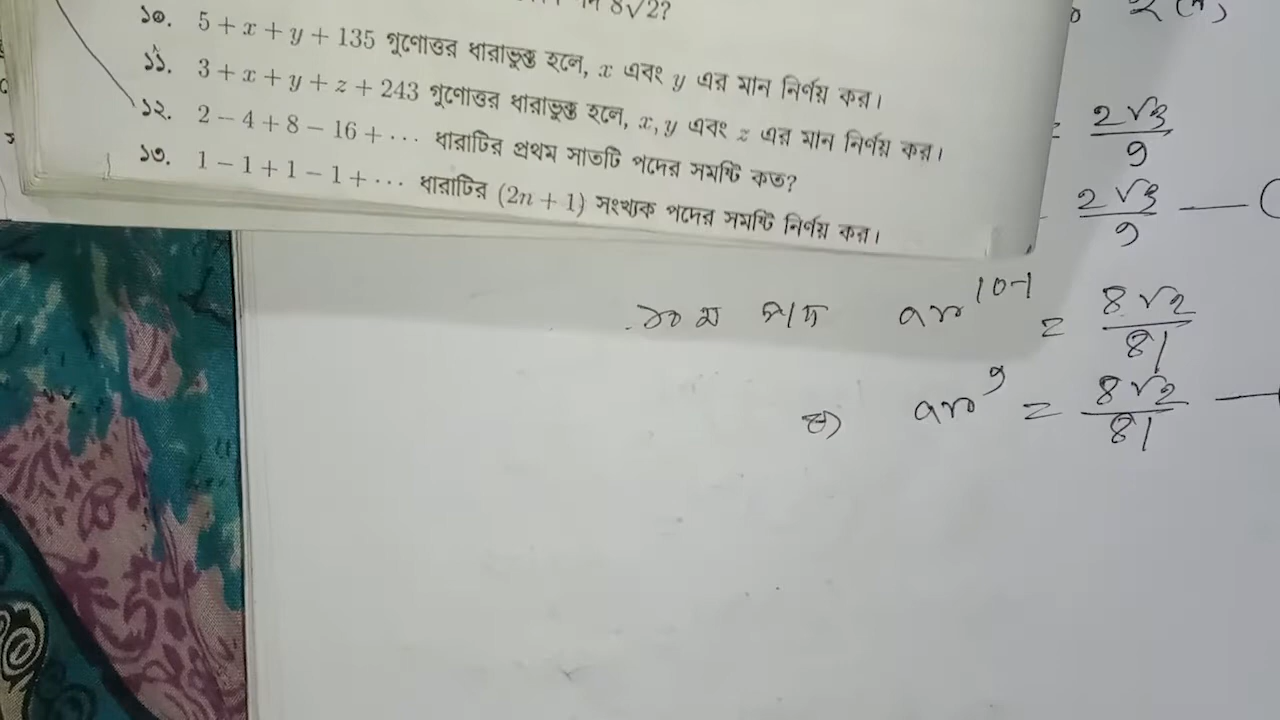 8√2?
১০. 5 + x + y + 135 গুণোত্তর ধারাভুক্ত হলে, x এবং y এর মান নির্ণয় কর।
১১. 3 + x + y + z + 243 গুণোত্তর ধারাভুক্ত হলে, x, y এবং z এর মান নির্ণয় কর।
১২. 2 − 4 + 8 − 16 + ⋯ ধারাটির প্রথম সাতটি পদের সমষ্টি কত?
১৩. 1 − 1 + 1 − 1 + ⋯ ধারাটির (2n + 1) সংখ্যক পদের সমষ্টি নির্ণয় কর।
= 2√3/9
2√3/9 — (
১০ম পদ ar^10-1 = 8√2/81
বা) ar^9 = 8√2/81 —